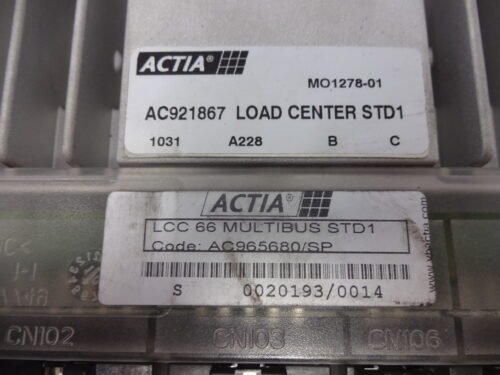 ACTIA®
MO1278-01
AC921867 LOAD CENTER STD1
1031 A228 B C
ACTIA®
LCC 66 MULTIBUS STD1
Code: AC965680/SP
S 0020193/0014
CN102 CN103 CN106